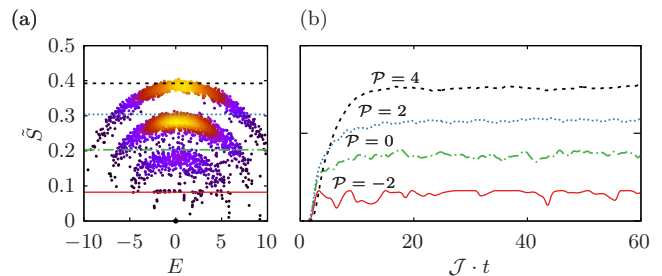 (a)
(b)
0.5
0.4
0.3
0.2
0.1
0
S̃
−10 −5 0 5 10
E
𝒫 = 4
𝒫 = 2
𝒫 = 0
𝒫 = −2
0 20 40 60
𝒥 · t